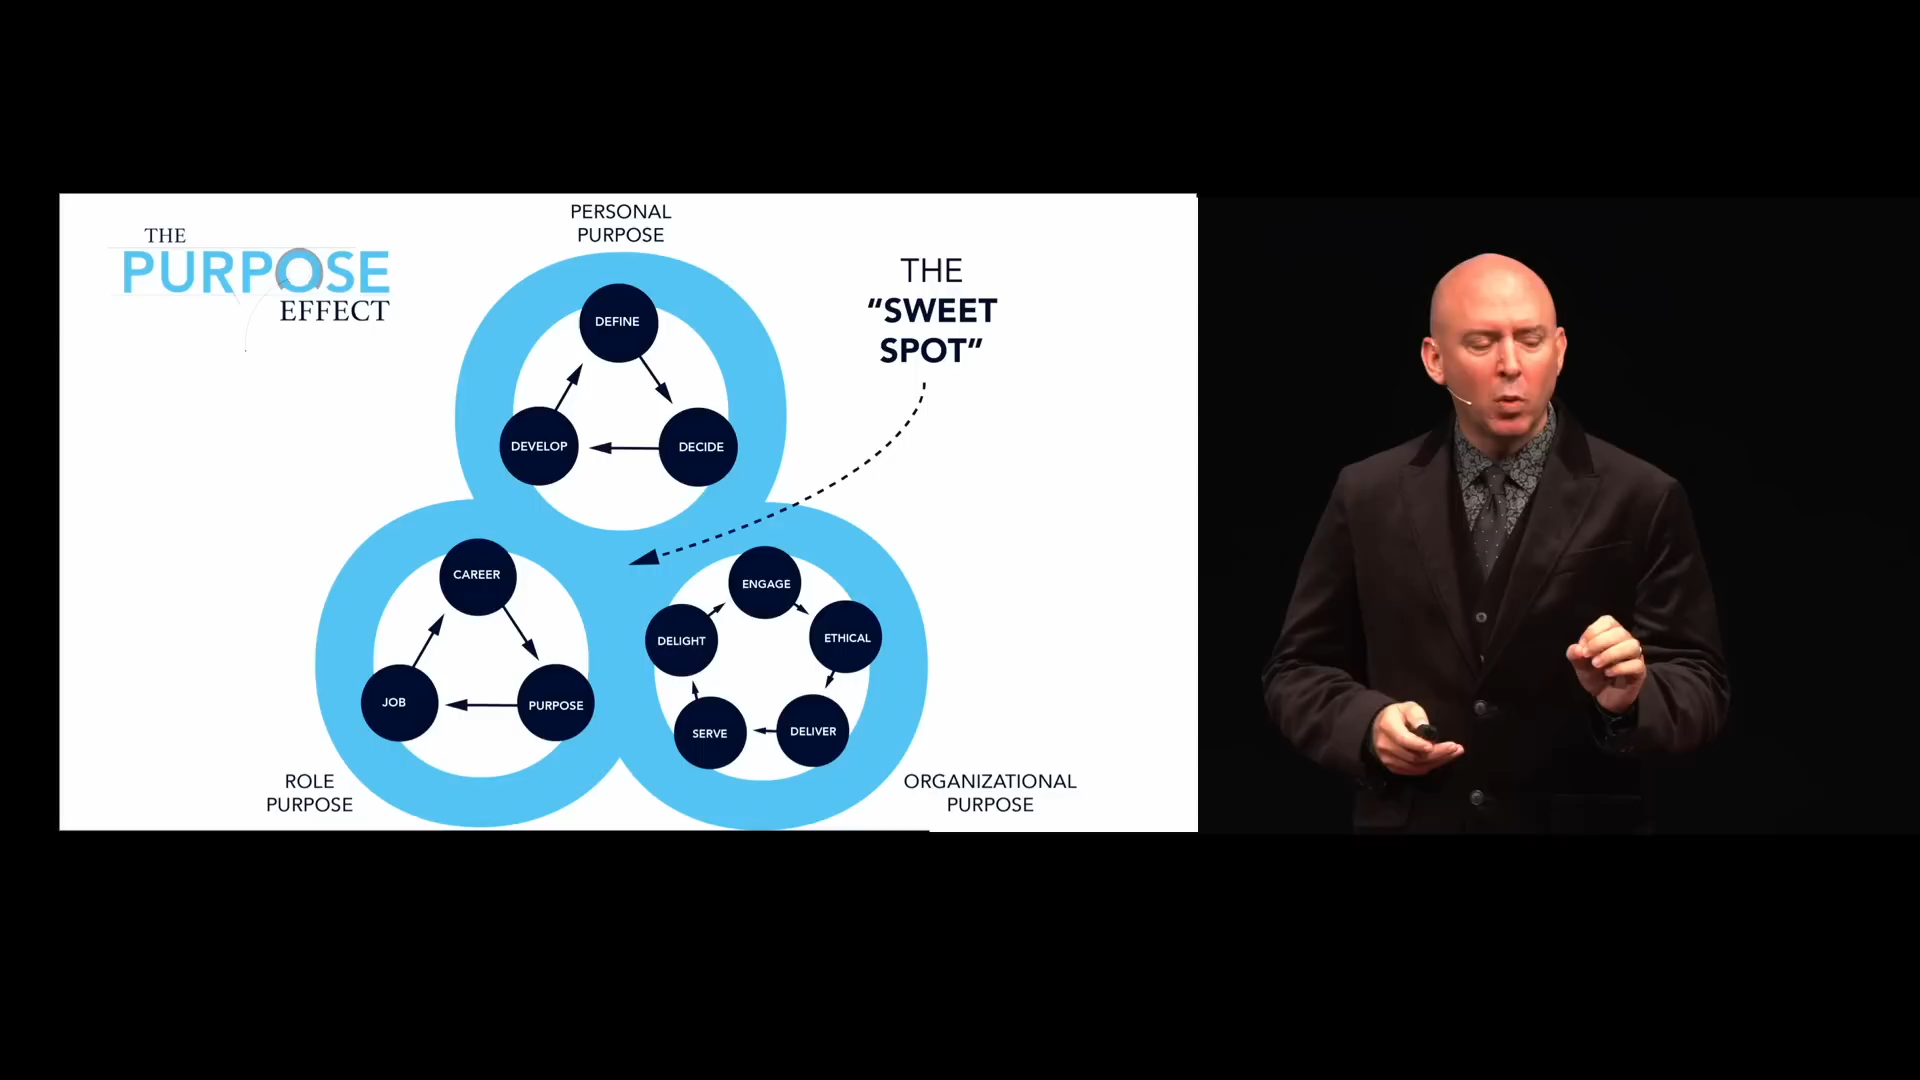 THE
PURPOSE
EFFECT
PERSONAL
PURPOSE
THE
“SWEET
SPOT”
DEFINE
DEVELOP
DECIDE
CAREER
JOB
PURPOSE
ENGAGE
DELIGHT
ETHICAL
SERVE
DELIVER
ROLE
PURPOSE
ORGANIZATIONAL
PURPOSE